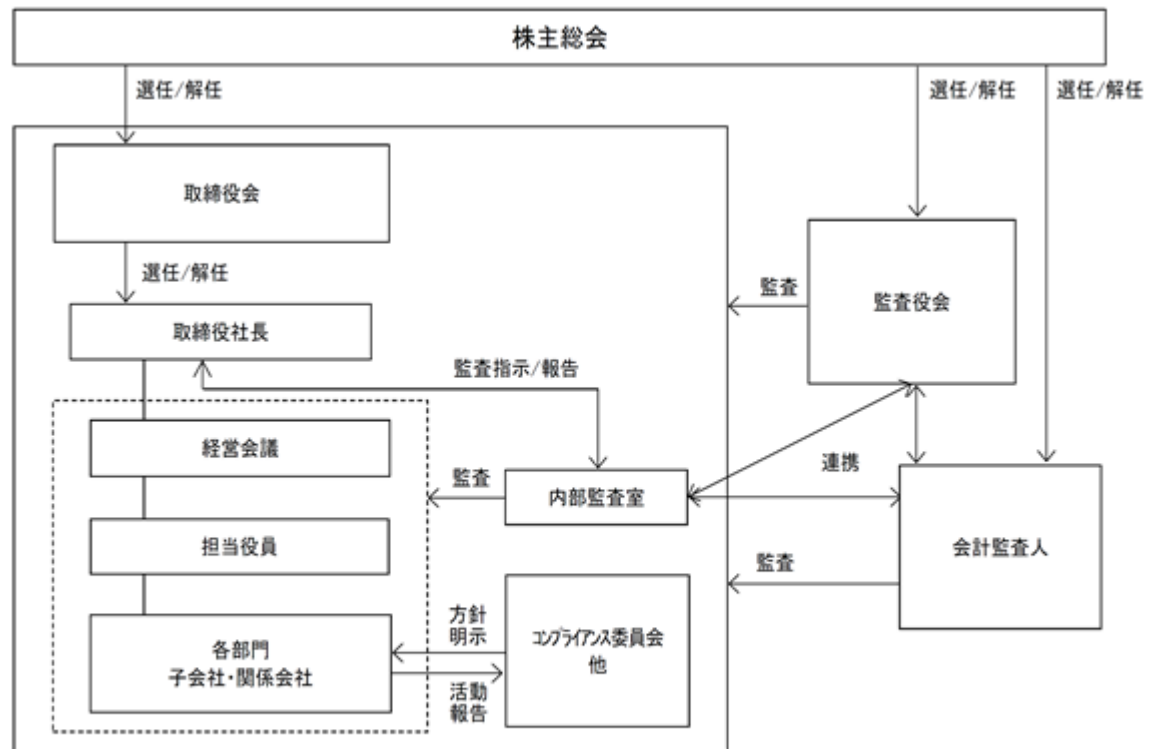 株主総会
選任/解任
選任/解任
選任/解任
取締役会
選任/解任
監査役会
監査
取締役社長
監査指示/報告
経営会議
監査
内部監査室
連携
担当役員
会計監査人
監査
方針
明示
コンプライアンス委員会
他
各部門
子会社・関係会社
活動
報告